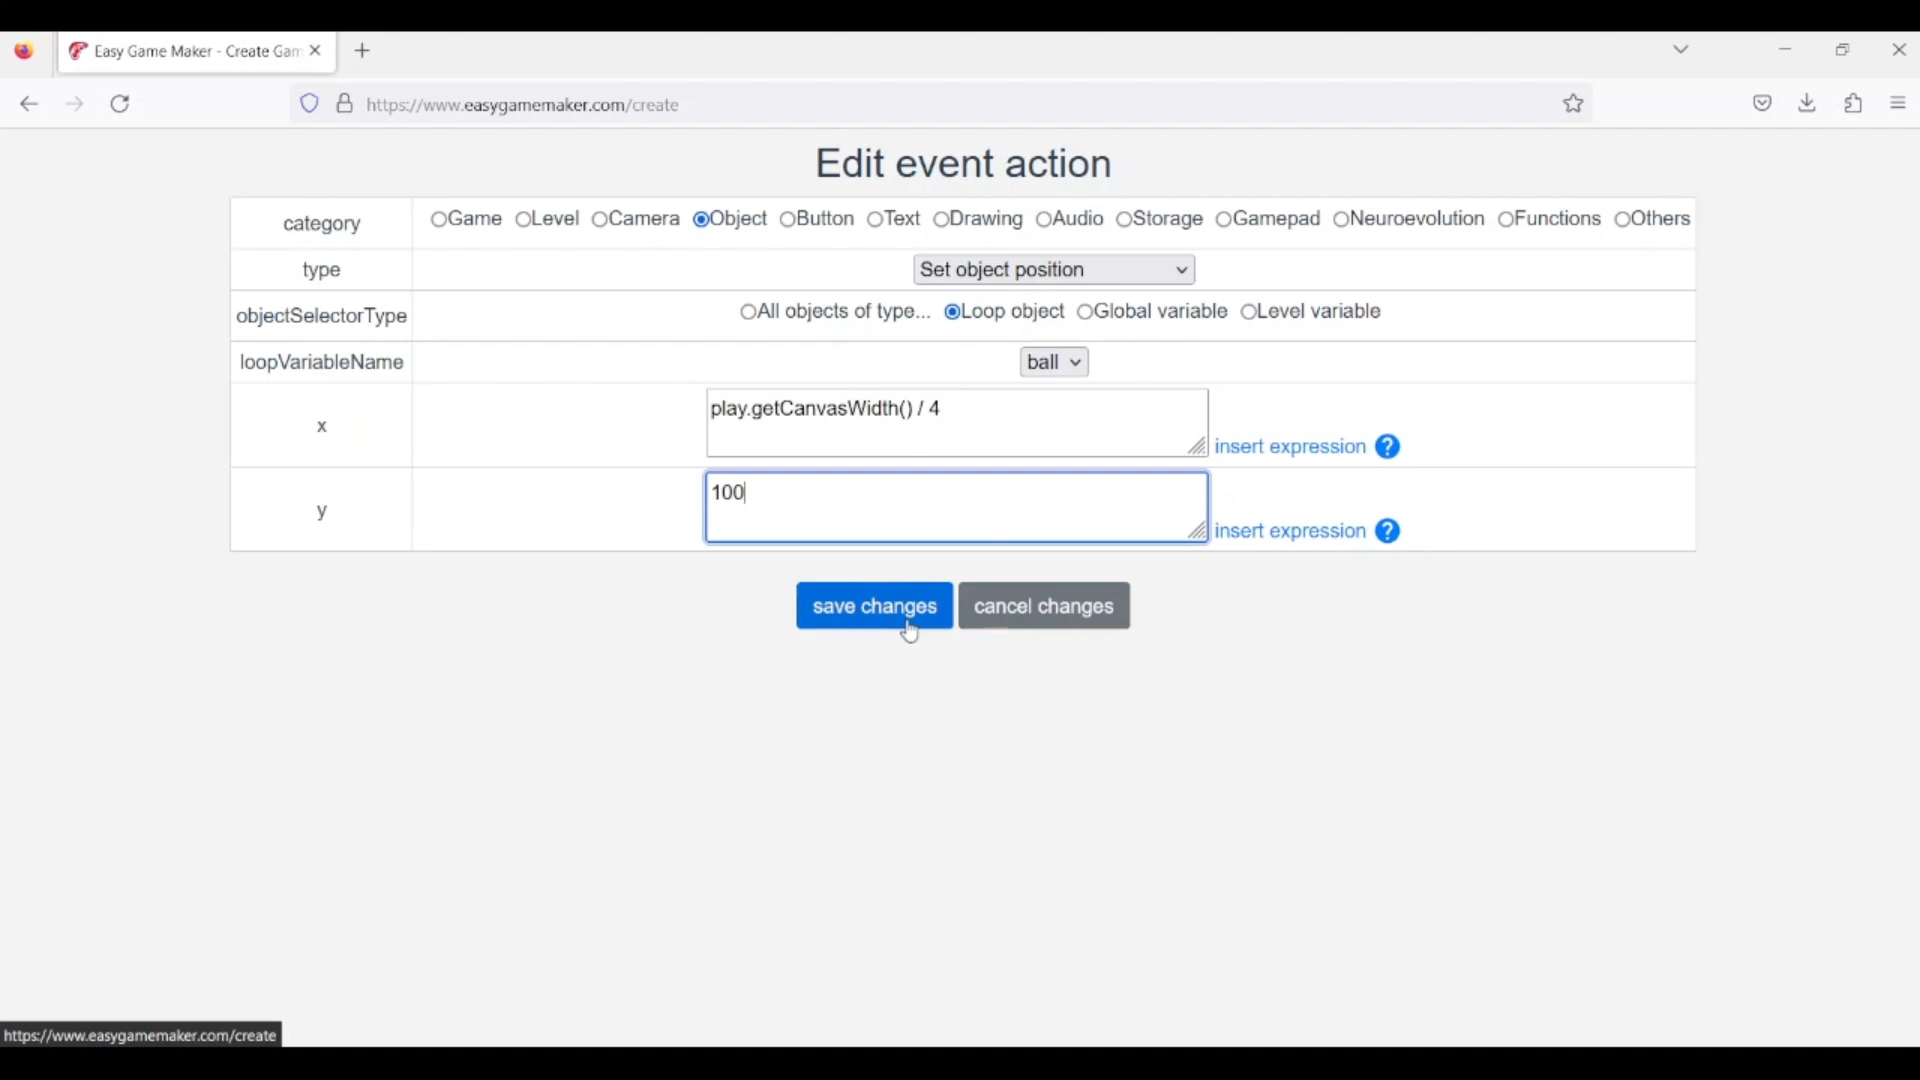 Easy Game Maker - Create Gam
https://www.easygamemaker.com/create
Edit event action
category Game Level Camera Object Button Text Drawing Audio Storage Gamepad Neuroevolution Functions Others
type Set object position
objectSelectorType All objects of type... Loop object Global variable Level variable
loopVariableName ball
x play.getCanvasWidth() / 4 insert expression ?
y 100 insert expression ?
save changes cancel changes
https://www.easygamemaker.com/create